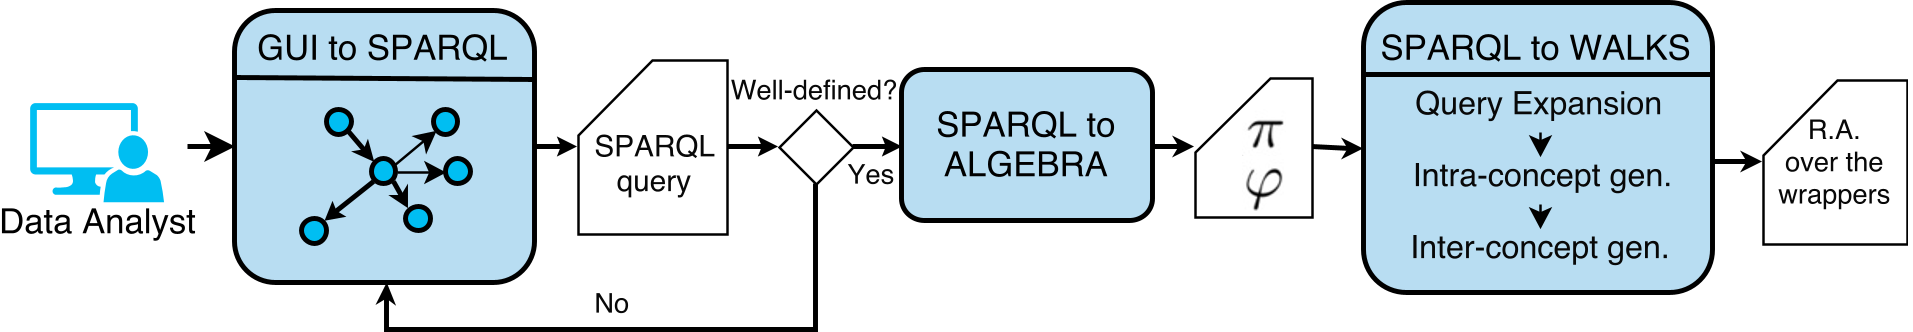 Data Analyst
GUI to SPARQL
SPARQL
query
Well-defined?
Yes
No
SPARQL to
ALGEBRA
π
φ
SPARQL to WALKS
Query Expansion
Intra-concept gen.
Inter-concept gen.
R.A.
over the
wrappers